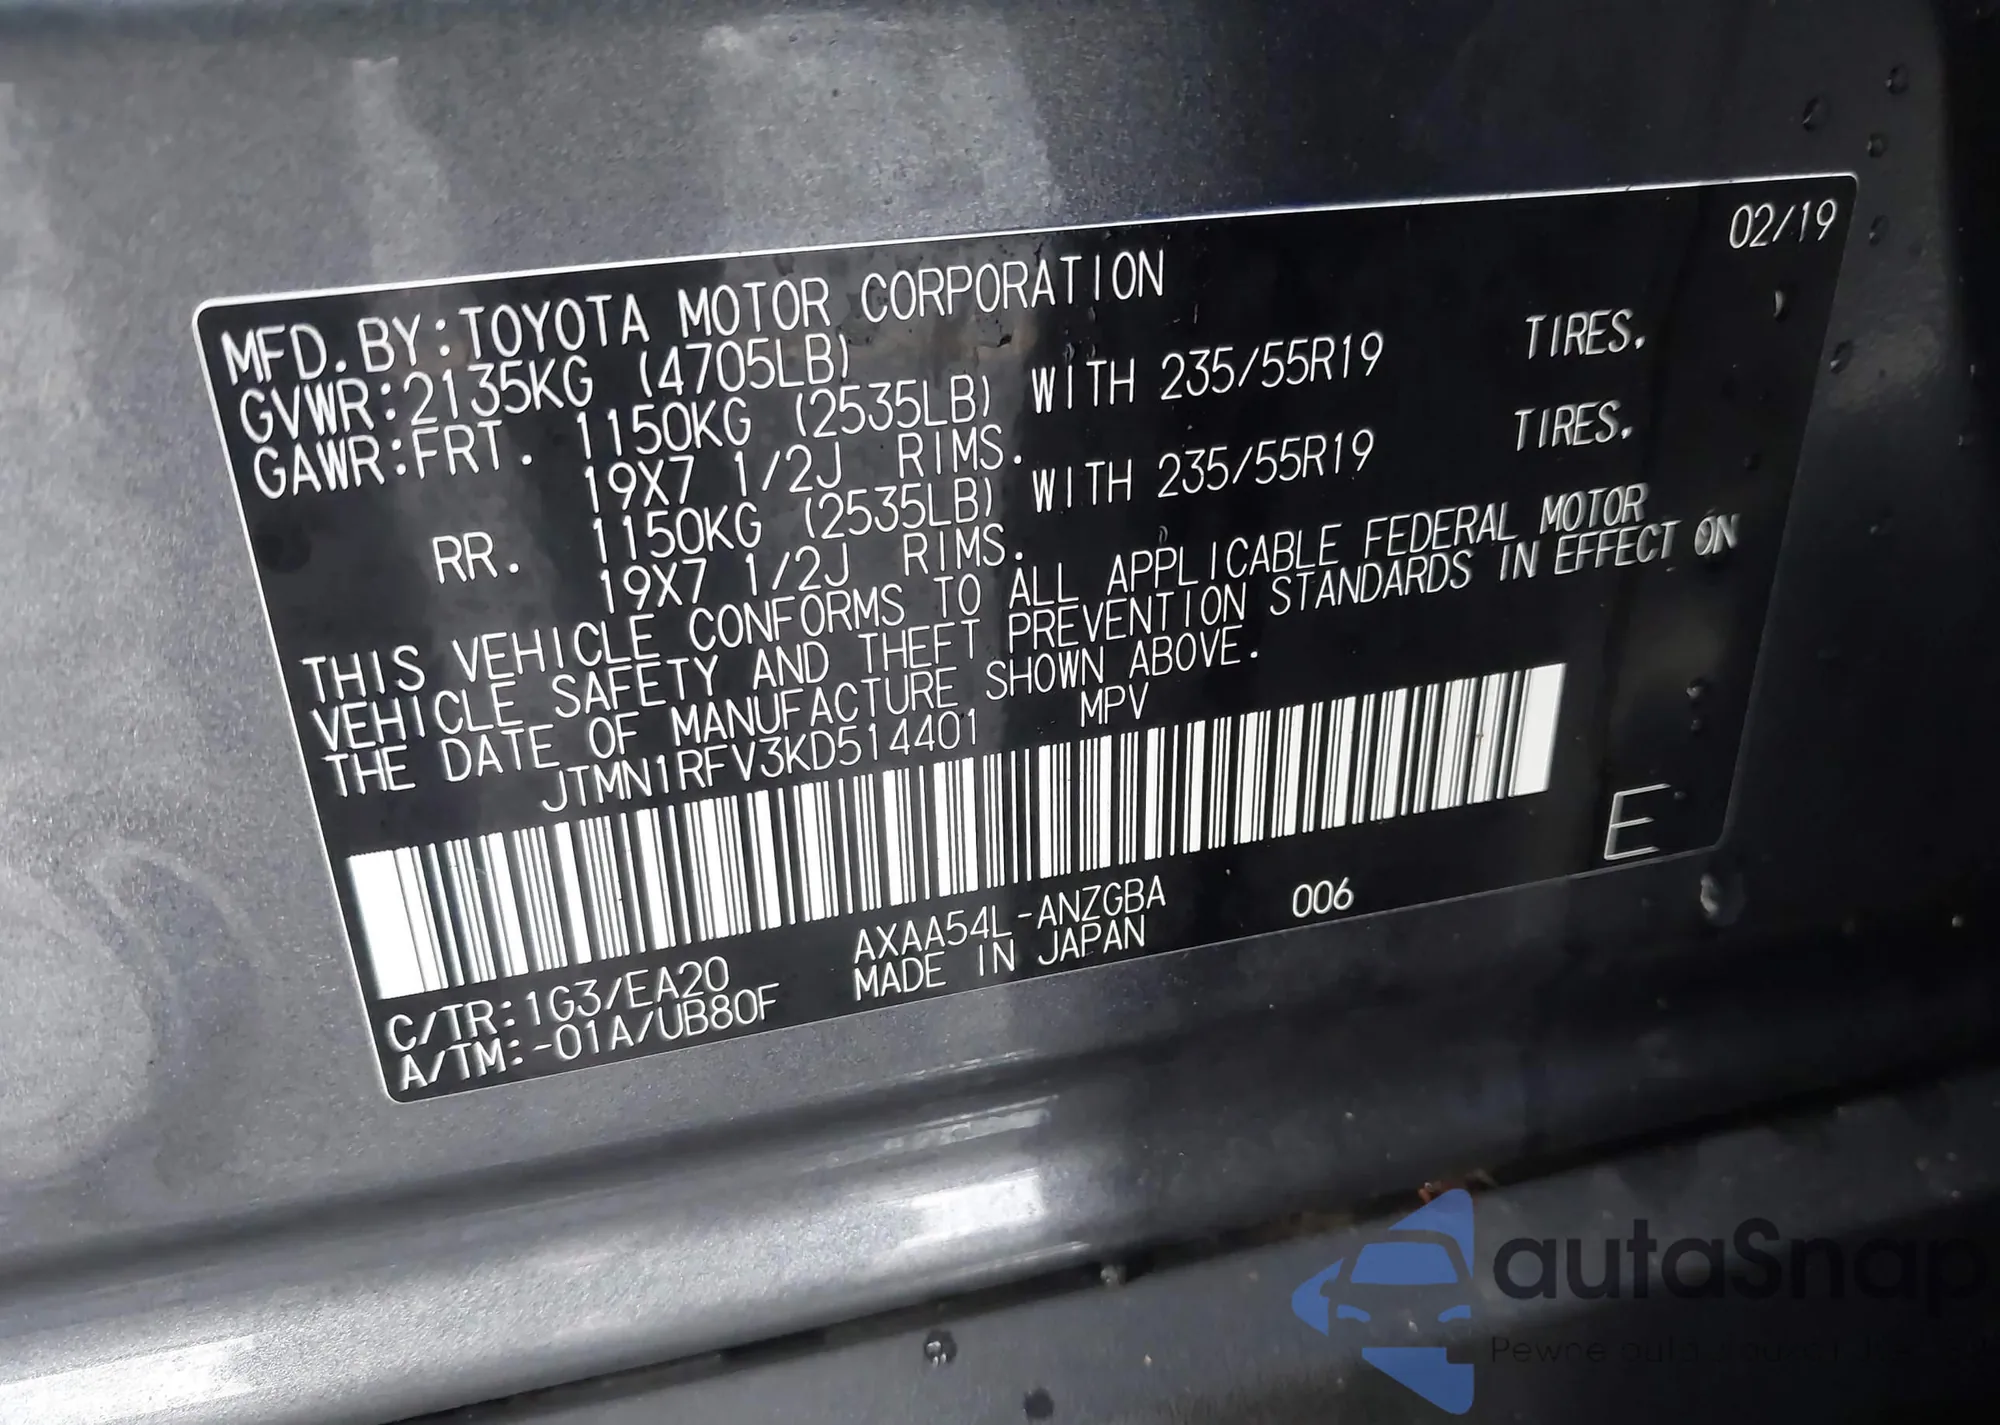 02/19
MFD.BY:TOYOTA MOTOR CORPORATION
GVWR:2135KG (4705LB)
GAWR:FRT. 1150KG (2535LB) WITH 235/55R19 TIRES.
19X7 1/2J RIMS.
RR. 1150KG (2535LB) WITH 235/55R19 TIRES.
19X7 1/2J RIMS.
THIS VEHICLE CONFORMS TO ALL APPLICABLE FEDERAL MOTOR
VEHICLE SAFETY AND THEFT PREVENTION STANDARDS IN EFFECT ON
THE DATE OF MANUFACTURE SHOWN ABOVE.
JTMN1RFV3KD514401 MPV
E
C/TR:1G3/EA20 AXAA54L-ANZGBA 006
A/TM:-01A/UB80F MADE IN JAPAN
autaSnap
Pewne auta